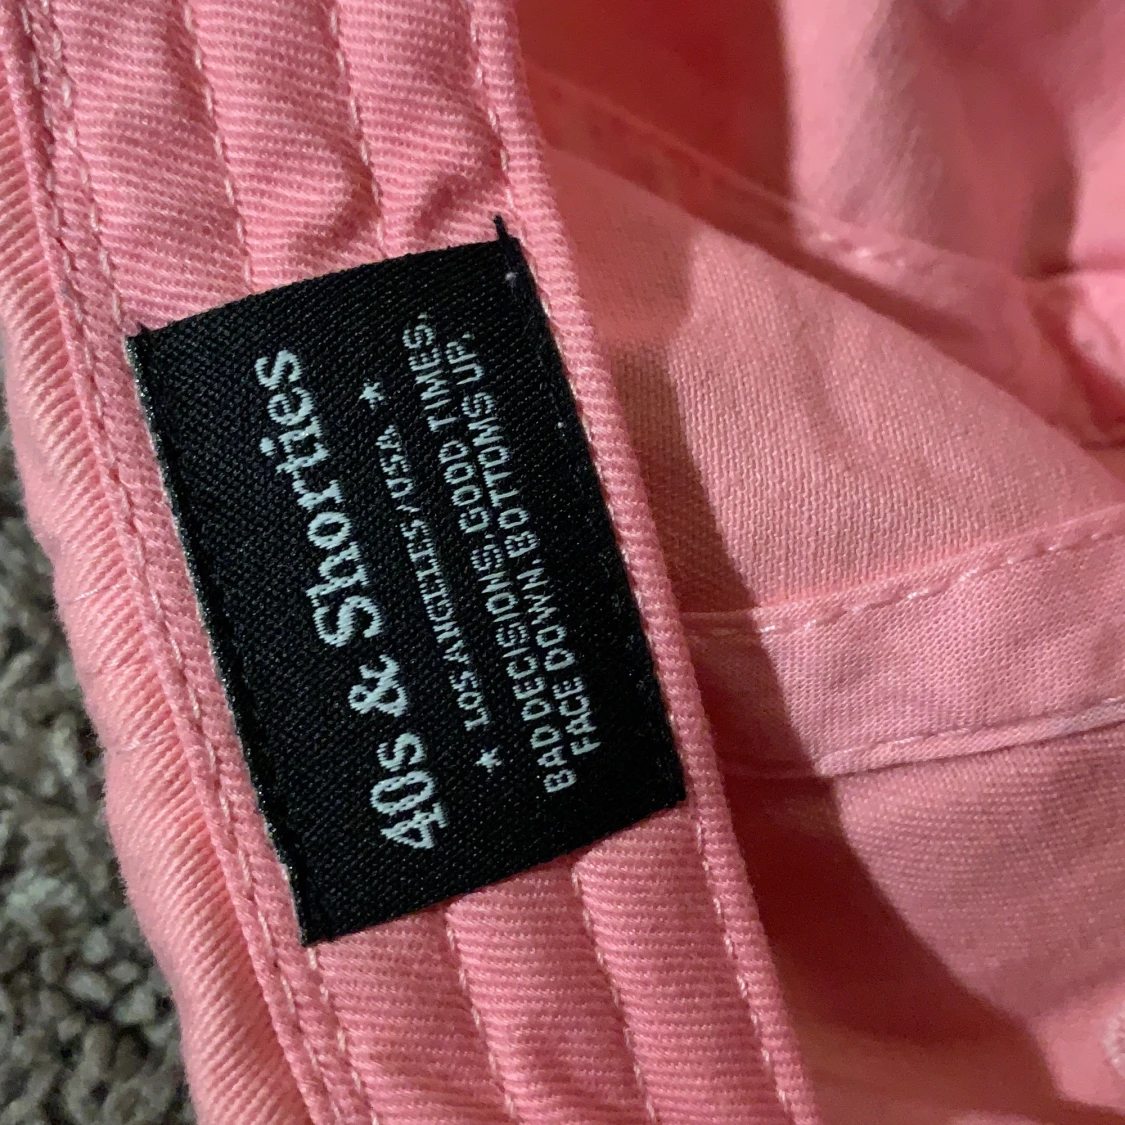 40s & Shorties
★ LOS ANGELES / USA ★
BAD DECISIONS. GOOD TIMES.
FACE DOWN. BOTTOMS UP.